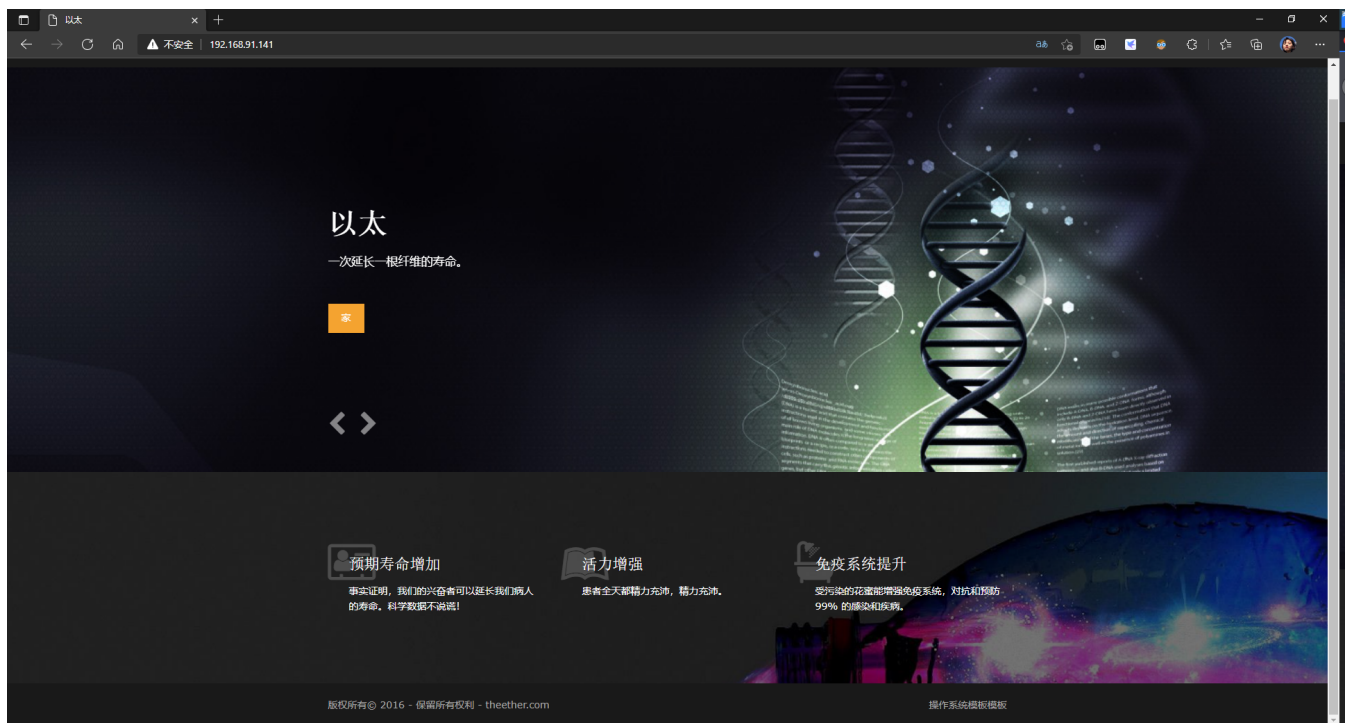 以太
不安全 192.168.91.141
aあ
以太
一次延长一根纤维的寿命。
家
预期寿命增加
事实证明，我们的兴奋者可以延长我们病人
的寿命。科学数据不说谎！
活力增强
患者全天都精力充沛，精力充沛。
免疫系统提升
受污染的花蜜能增强免疫系统，对抗和预防
99% 的感染和疾病。
版权所有© 2016 - 保留所有权利 - theether.com
操作系统模板模板